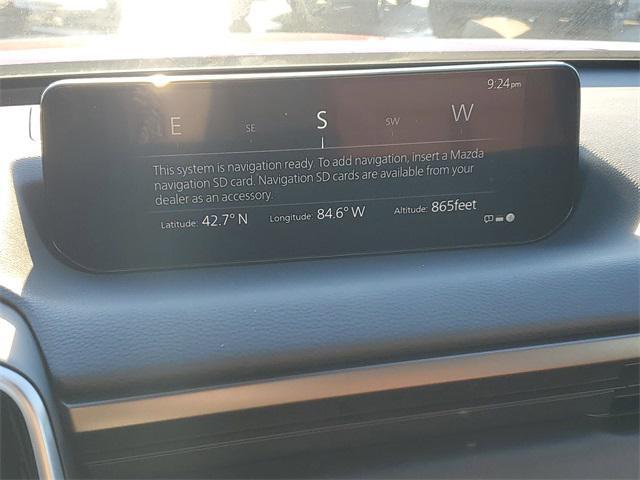 9:24pm
E SE S SW W
This system is navigation ready. To add navigation, insert a Mazda
navigation SD card. Navigation SD cards are available from your
dealer as an accessory.
Latitude: 42.7° N Longitude: 84.6° W Altitude: 865feet